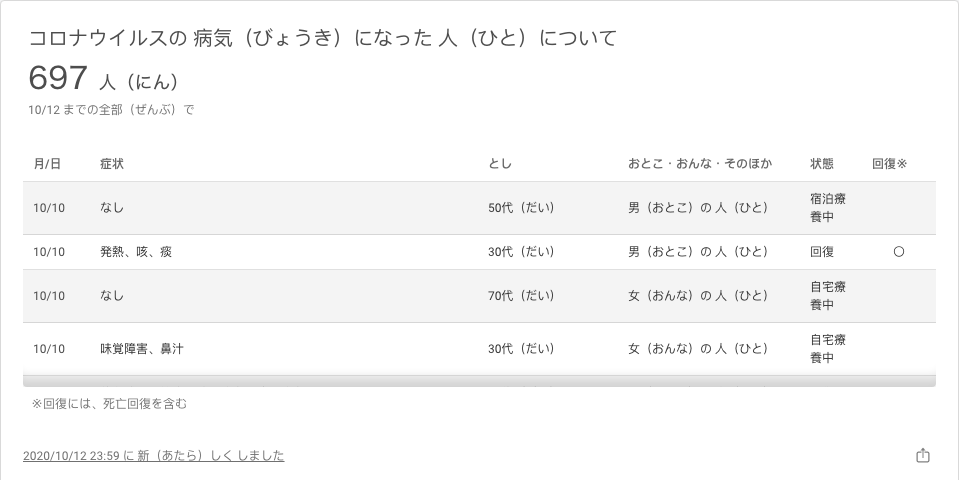 コロナウイルスの 病気（びょうき）になった 人（ひと）について
697 人（にん）
10/12 までの全部（ぜんぶ）で
月/日 症状 とし おとこ・おんな・そのほか 状態 回復※
10/10 なし 50代（だい） 男（おとこ）の 人（ひと） 宿泊療
養中
10/10 発熱、咳、痰 30代（だい） 男（おとこ）の 人（ひと） 回復 〇
10/10 なし 70代（だい） 女（おんな）の 人（ひと） 自宅療
養中
10/10 味覚障害、鼻汁 30代（だい） 女（おんな）の 人（ひと） 自宅療
養中
※回復には、死亡回復を含む
2020/10/12 23:59 に 新（あたら）しく しました